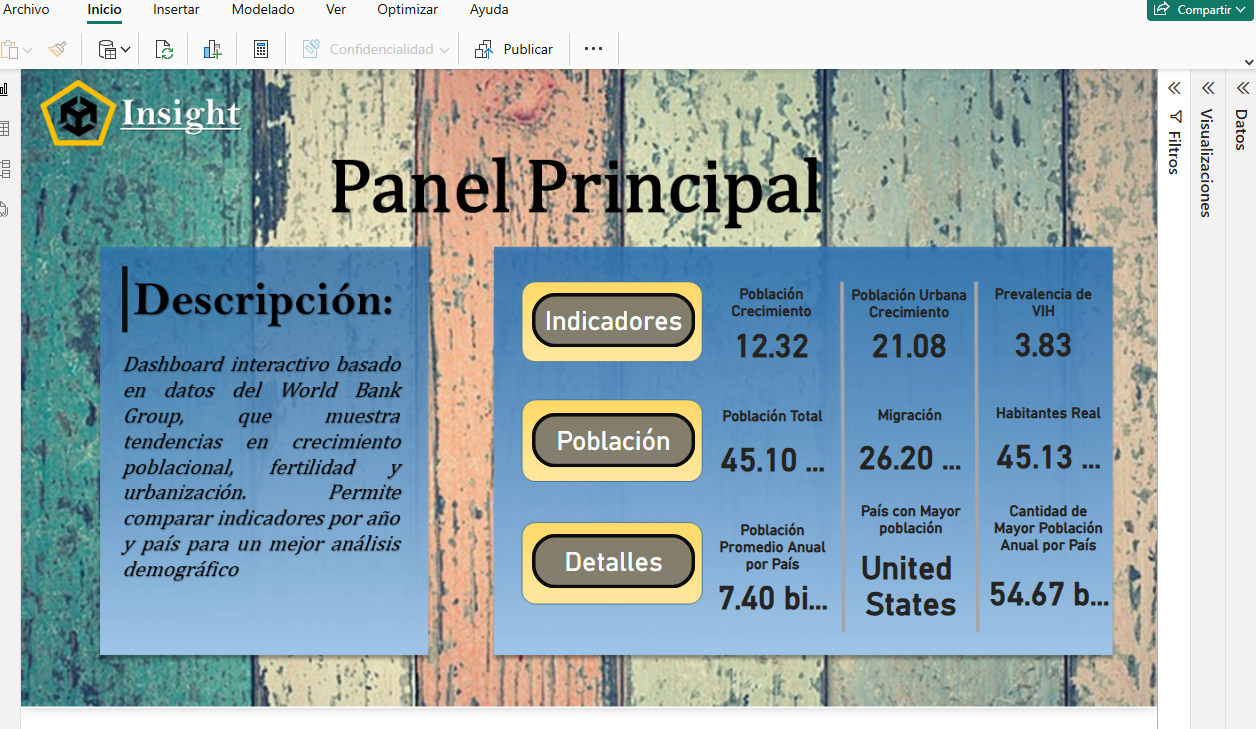 Archivo Inicio Insertar Modelado Ver Optimizar Ayuda Compartir
Confidencialidad Publicar
Insight
Panel Principal
Descripción:
Dashboard interactivo basado
en datos del World Bank
Group, que muestra
tendencias en crecimiento
poblacional, fertilidad y
urbanización. Permite
comparar indicadores por año
y país para un mejor análisis
demográfico
Indicadores
Población
Crecimiento
12.32
Población Urbana
Crecimiento
21.08
Prevalencia de
VIH
3.83
Población
Población Total
45.10 ...
Migración
26.20 ...
Habitantes Real
45.13 ...
Detalles
Población
Promedio Anual
por País
7.40 bi...
País con Mayor
población
United
States
Cantidad de
Mayor Población
Anual por País
54.67 b...
Filtros
Visualizaciones
Datos